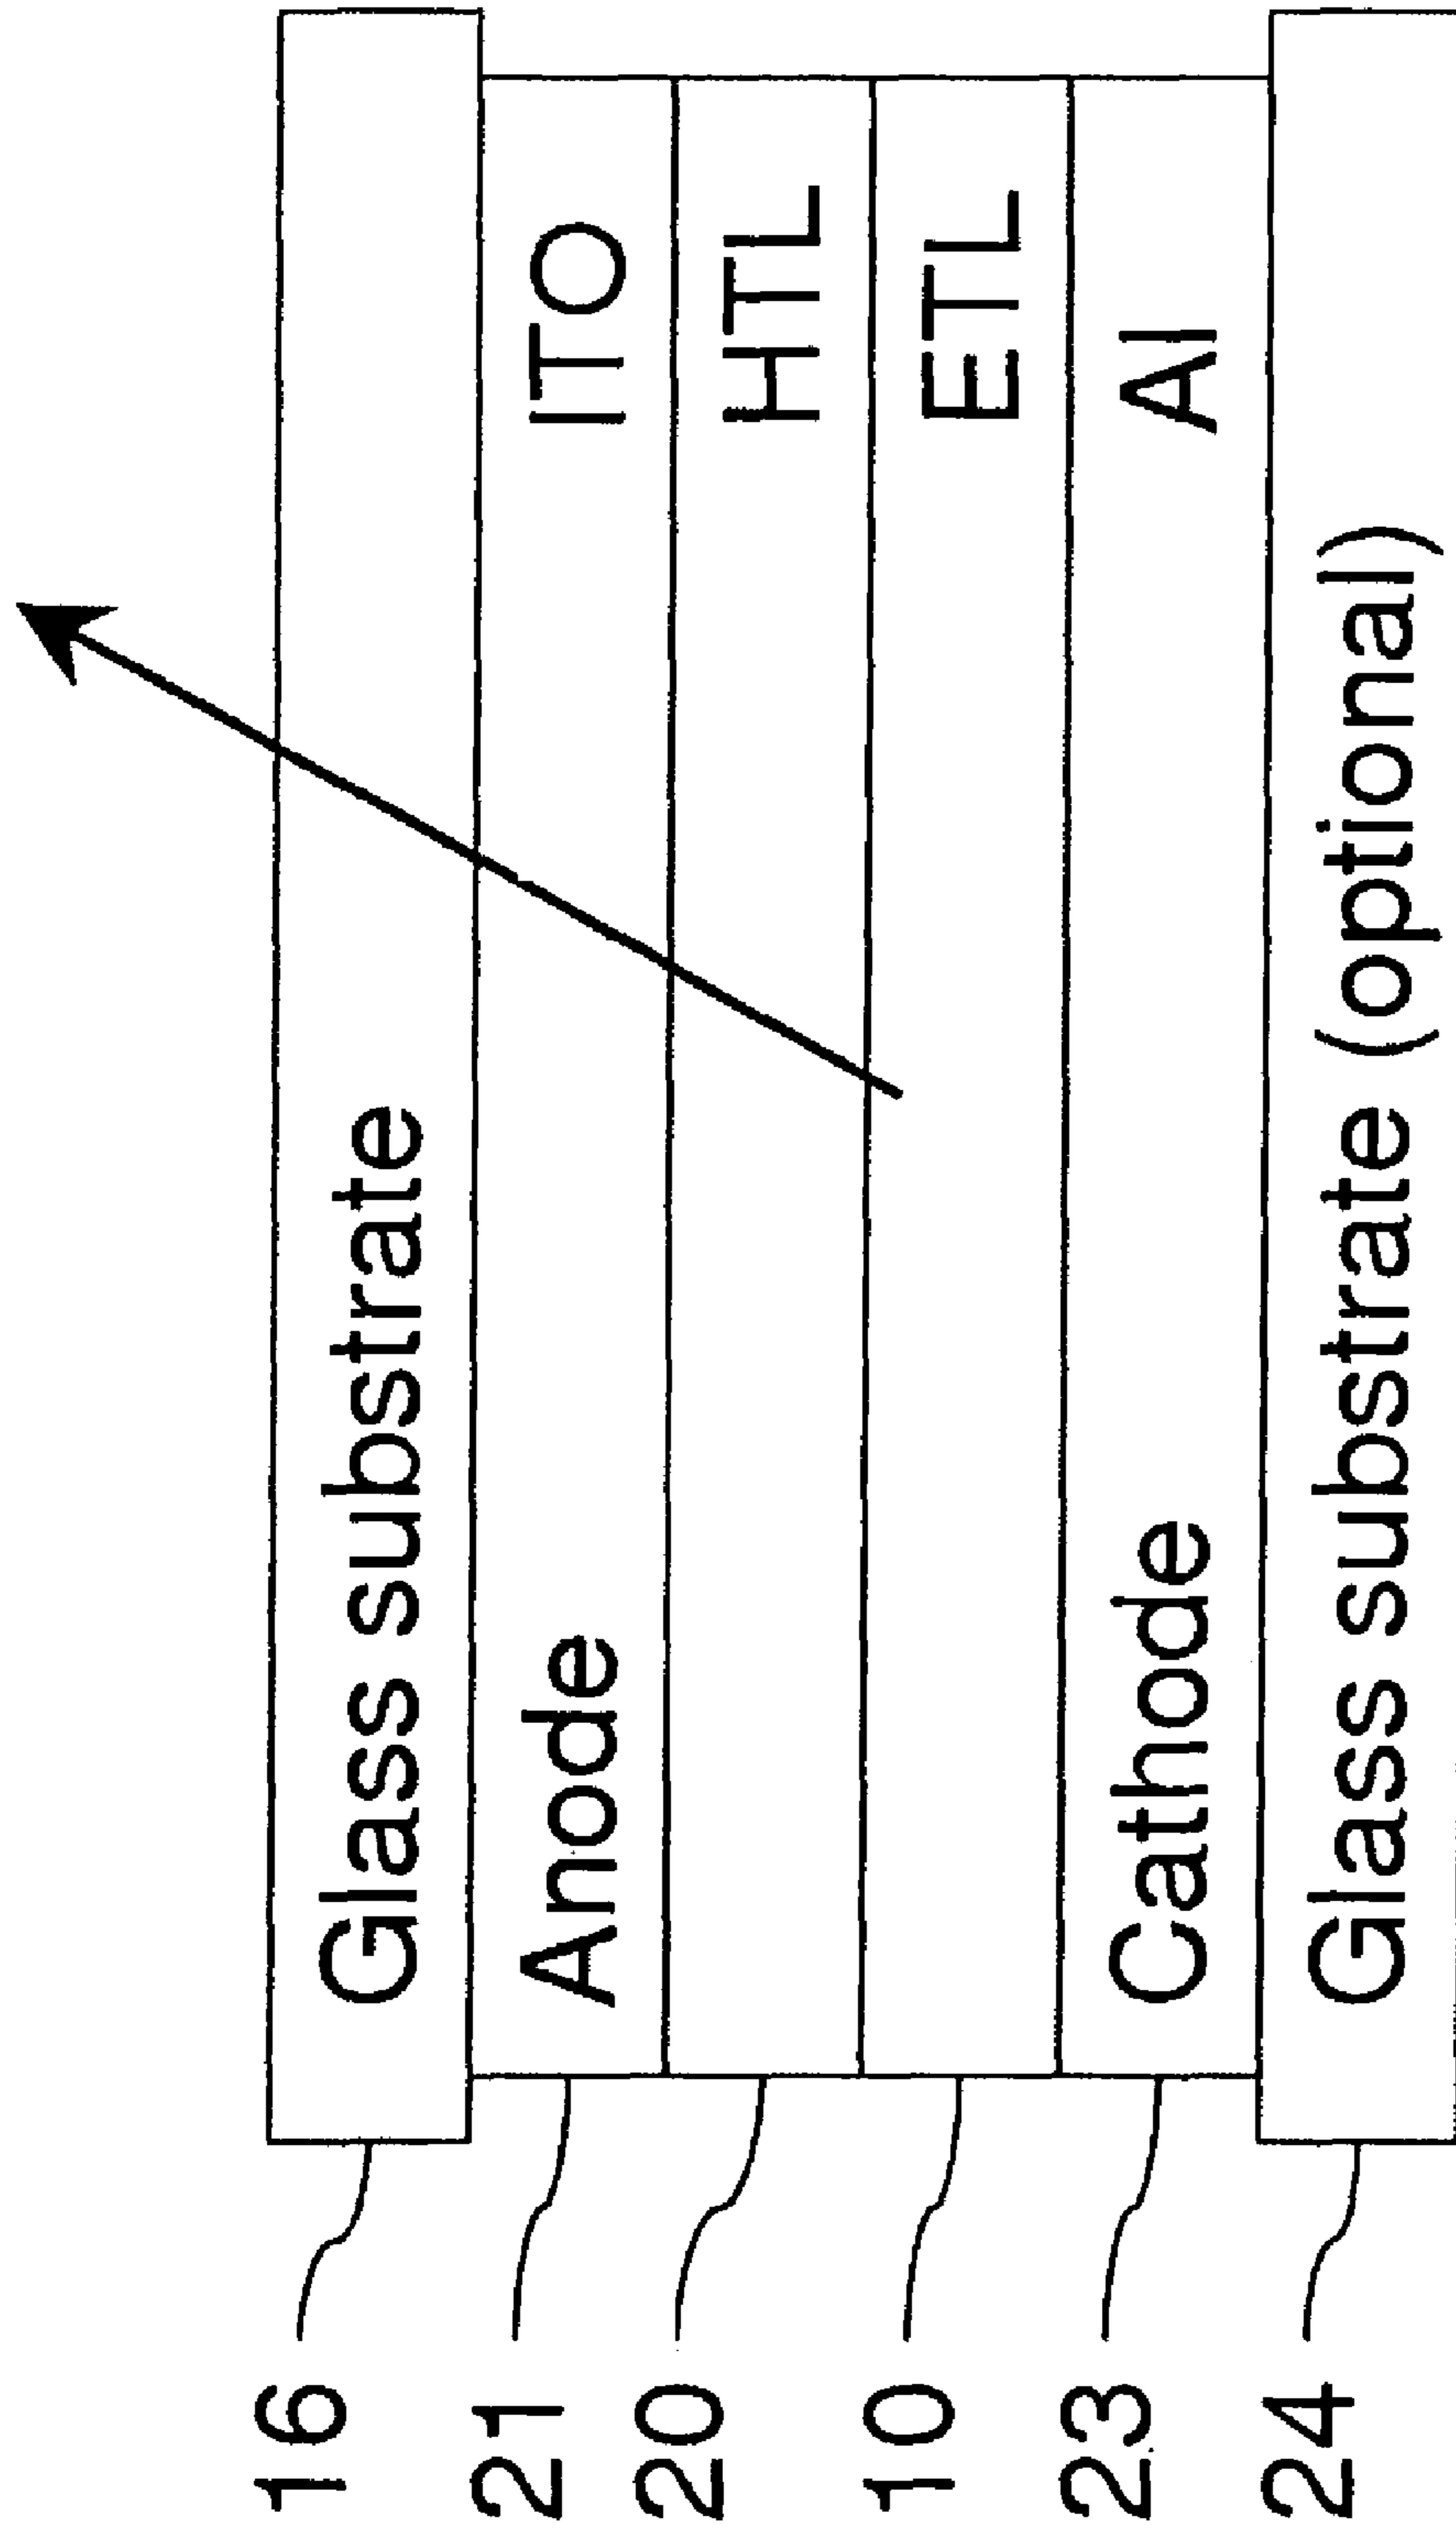 16 Glass substrate
21 Anode ITO
20 HTL
10 ETL
23 Cathode Al
24 Glass substrate (optional)